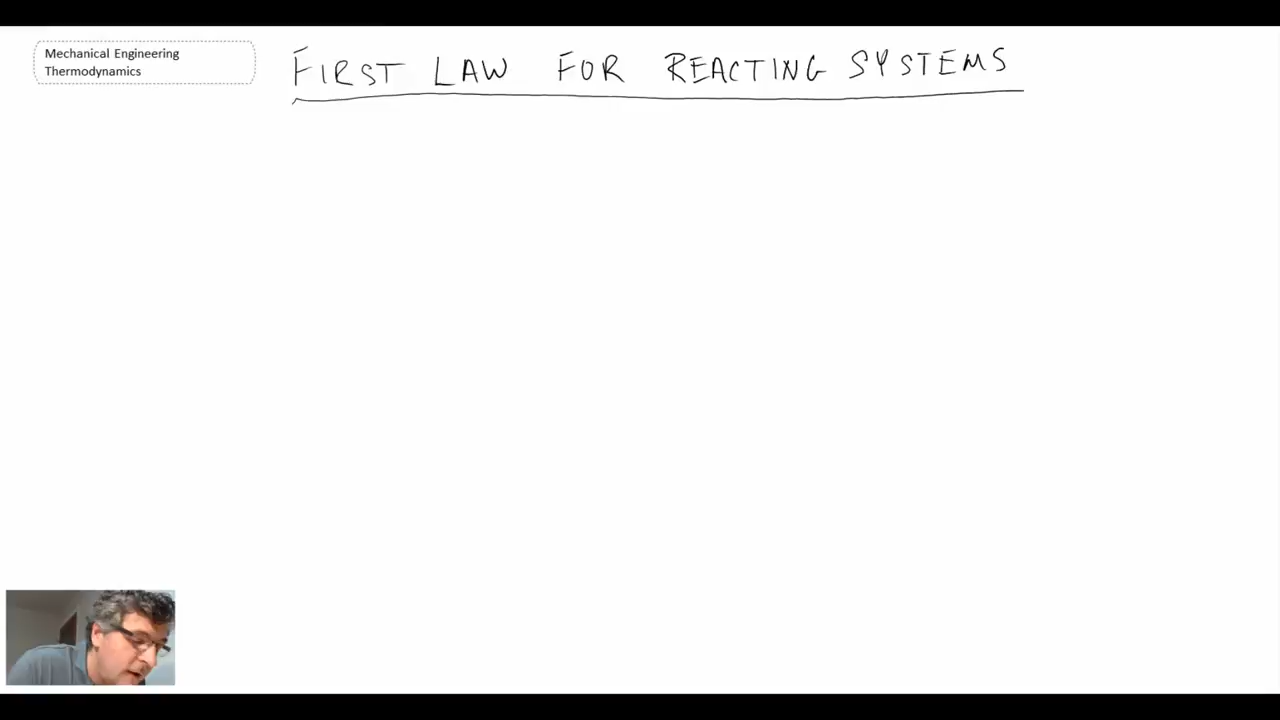 Mechanical Engineering
Thermodynamics
FIRST LAW FOR REACTING SYSTEMS